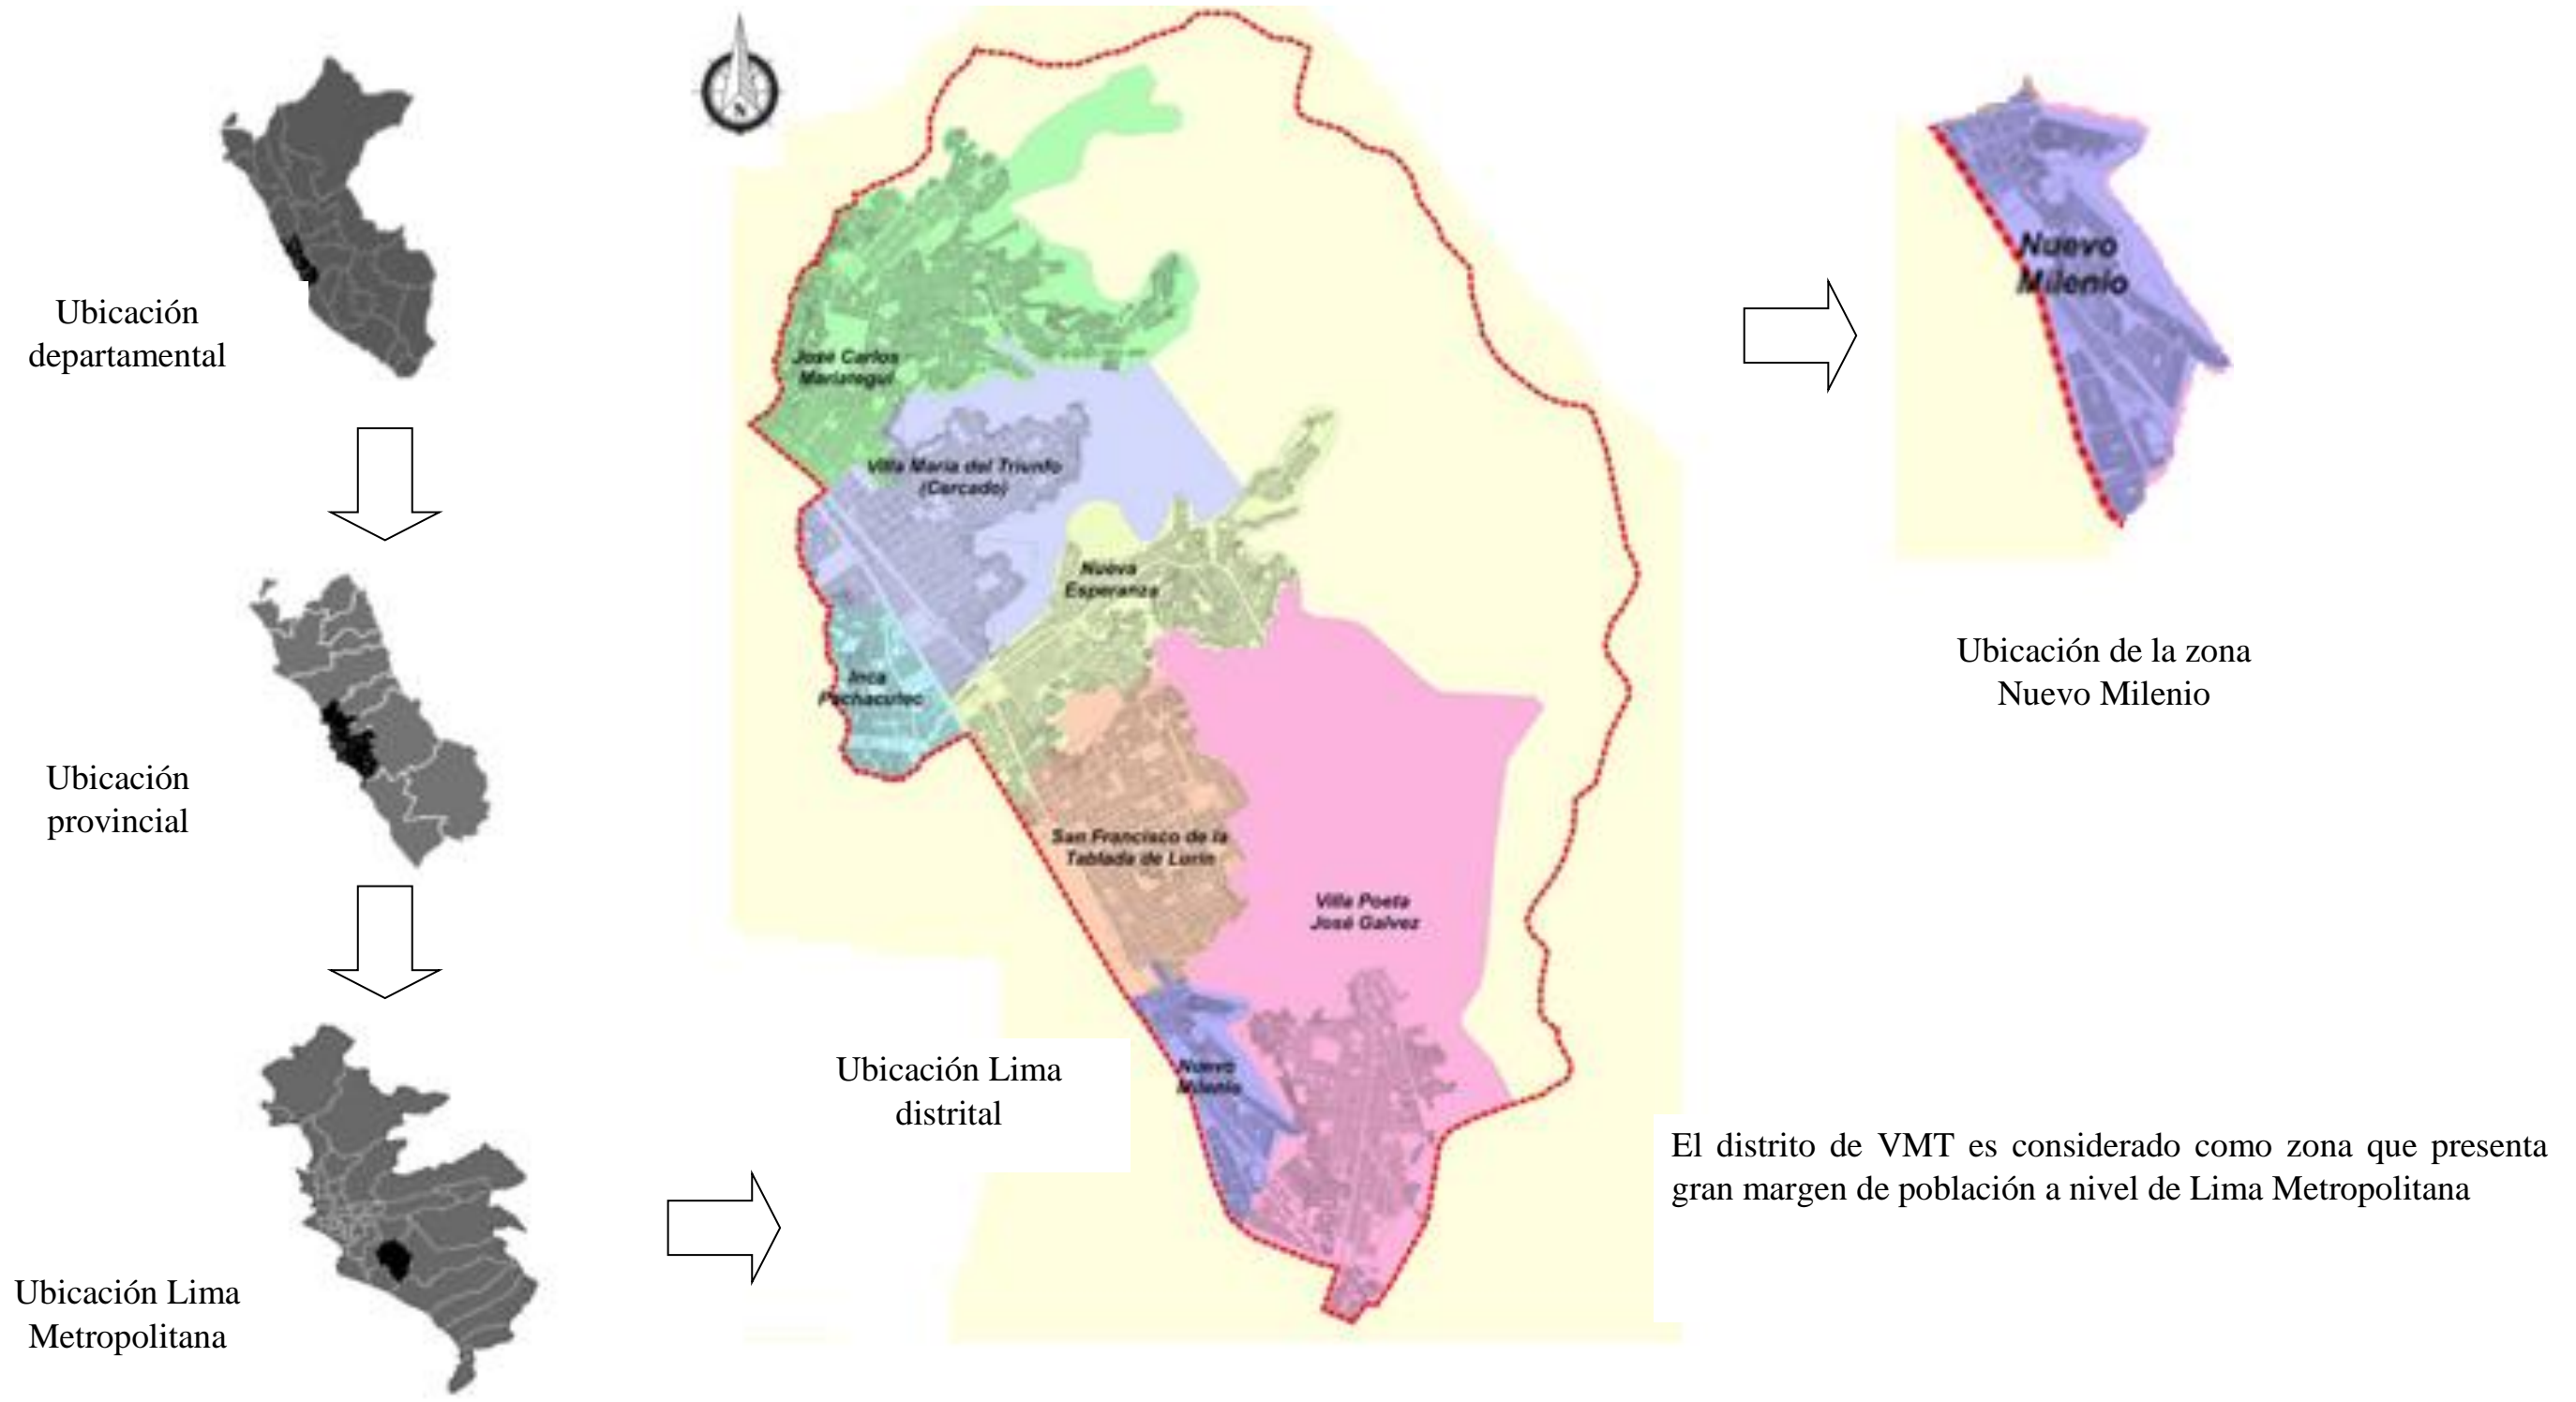 Ubicación
departamental
Ubicación
provincial
Ubicación Lima
Metropolitana
N
José Carlos
Mariategui
Villa Maria del Triunfo
(Cercado)
Nueva
Esperanza
Inca
Pachacutec
San Francisco de la
Tablada de Lurin
Villa Poeta
José Galvez
Nuevo
Milenio
Ubicación Lima
distrital
Nuevo
Milenio
Ubicación de la zona
Nuevo Milenio
El distrito de VMT es considerado como zona que presenta
gran margen de población a nivel de Lima Metropolitana